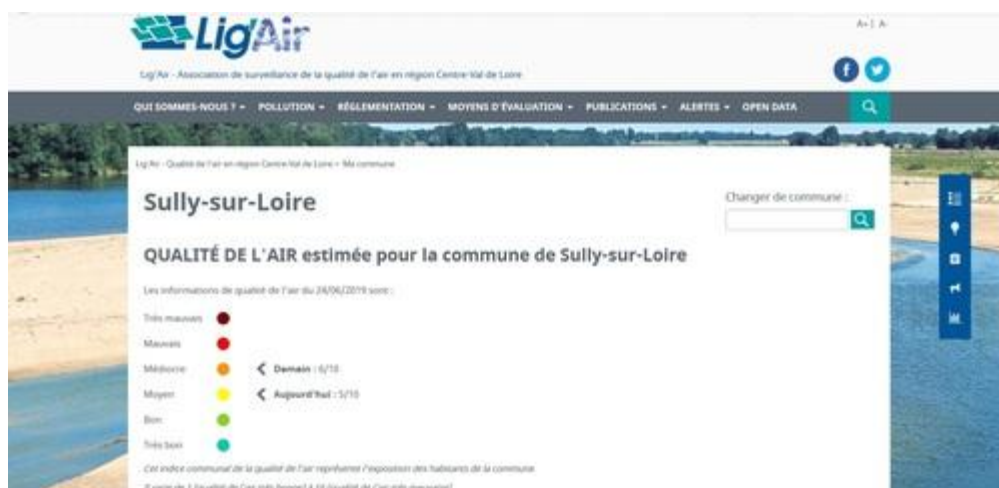 Lig'Air
A+ | A-
Lig'Air - Association de surveillance de la qualité de l'air en région Centre-Val de Loire
QUI SOMMES-NOUS ? POLLUTION RÉGLEMENTATION MOYENS D'ÉVALUATION PUBLICATIONS ALERTES OPEN DATA
Lig'Air - Qualité de l'air en région Centre-Val de Loire > Ma commune
Sully-sur-Loire
Changer de commune :
QUALITÉ DE L'AIR estimée pour la commune de Sully-sur-Loire
Les informations de qualité de l'air du 24/06/2019 sont :
Très mauvais
Mauvais
Médiocre Demain : 6/10
Moyen Aujourd'hui : 5/10
Bon
Très bon
Cet indice communal de la qualité de l'air représente l'exposition des habitants de la commune.